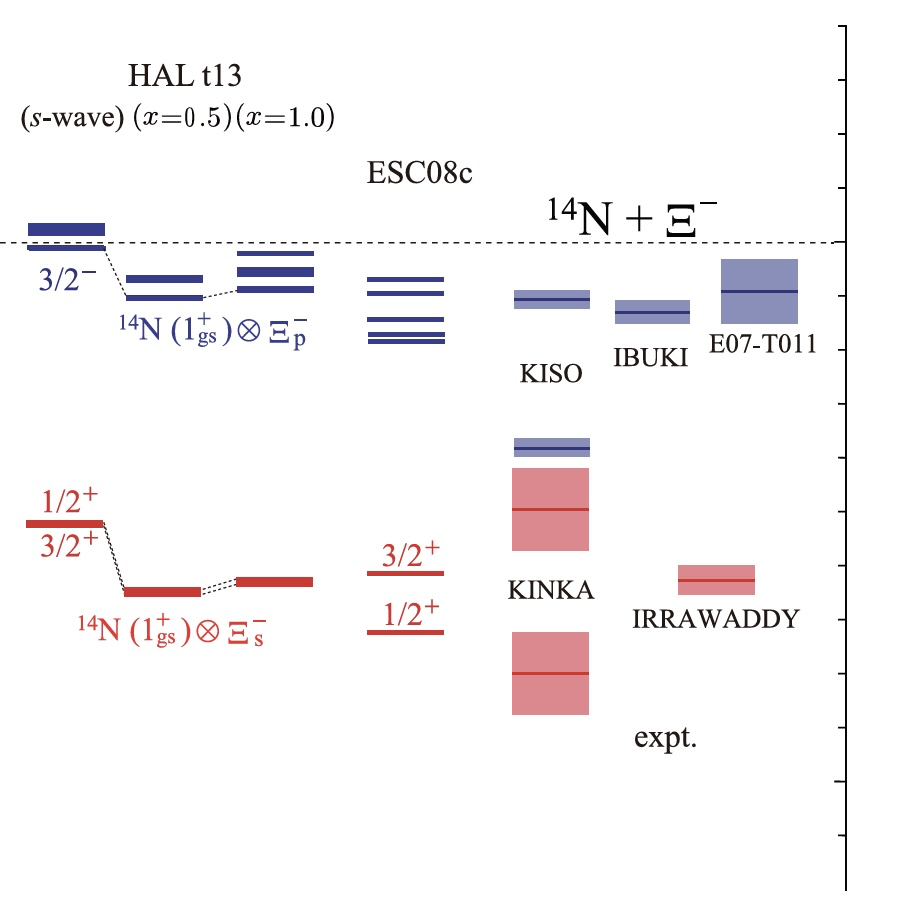 HAL t13
(s-wave) (x=0.5)(x=1.0)
ESC08c
¹⁴N + Ξ⁻
3/2⁻
¹⁴N (1⁺gs) ⊗ Ξ⁻p
KISO
IBUKI
E07-T011
1/2⁺
3/2⁺
¹⁴N (1⁺gs) ⊗ Ξ⁻s
3/2⁺
1/2⁺
KINKA
IRRAWADDY
expt.